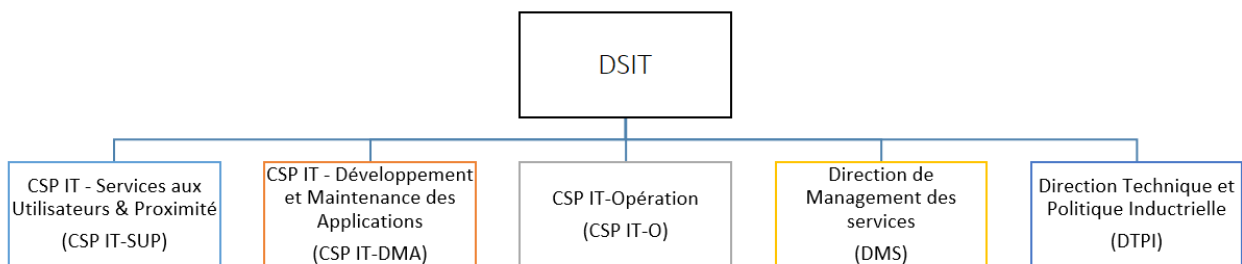 DSIT
CSP IT - Services aux
Utilisateurs & Proximité
(CSP IT-SUP)
CSP IT - Développement
et Maintenance des
Applications
(CSP IT-DMA)
CSP IT-Opération
(CSP IT-O)
Direction de
Management des
services
(DMS)
Direction Technique et
Politique Inductrielle
(DTPI)